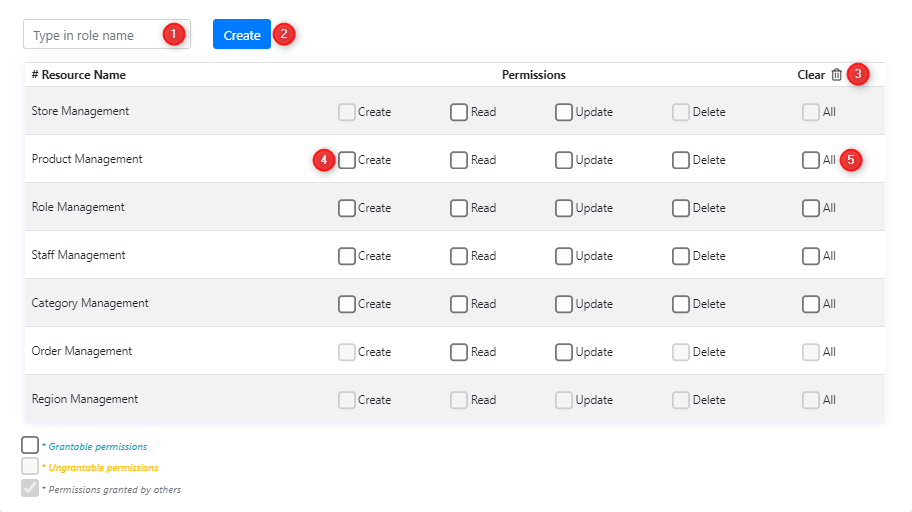 Type in role name 1 Create 2
# Resource Name Permissions Clear 3
Store Management Create Read Update Delete All
Product Management 4 Create Read Update Delete All 5
Role Management Create Read Update Delete All
Staff Management Create Read Update Delete All
Category Management Create Read Update Delete All
Order Management Create Read Update Delete All
Region Management Create Read Update Delete All
* Grantable permissions
* Ungrantable permissions
* Permissions granted by others